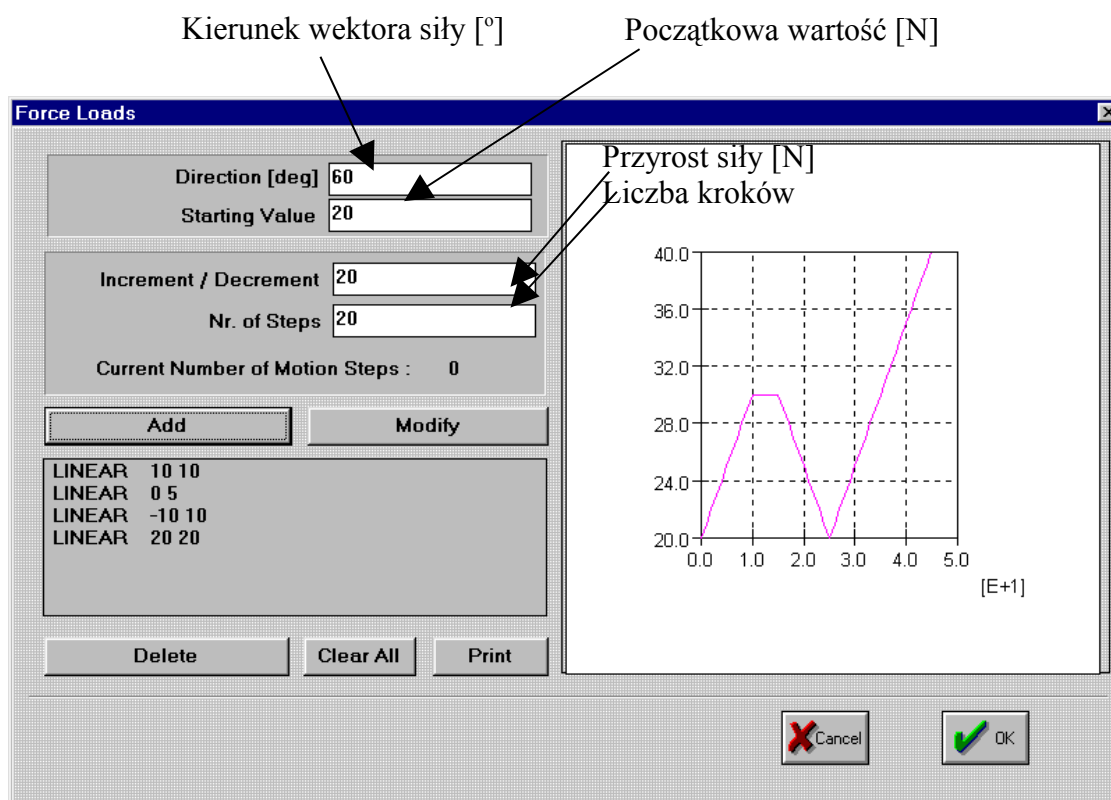 Kierunek wektora siły [º]
Początkowa wartość [N]
Force Loads
Direction [deg] 60
Starting Value 20
Increment / Decrement 20
Nr. of Steps 20
Current Number of Motion Steps : 0
Add
Modify
LINEAR 10 10
LINEAR 0 5
LINEAR -10 10
LINEAR 20 20
Delete
Clear All
Print
Przyrost siły [N]
Liczba kroków
40.0
36.0
32.0
28.0
24.0
20.0
0.0 1.0 2.0 3.0 4.0 5.0
[E+1]
Cancel
OK